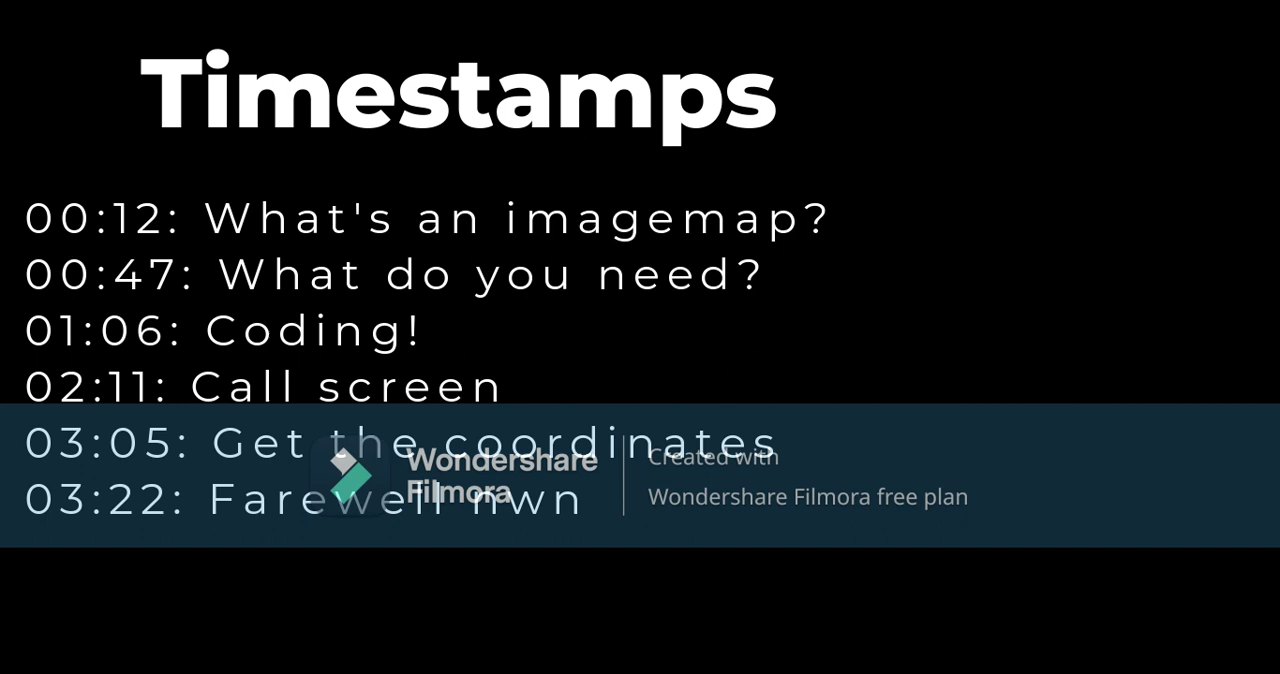 Timestamps
00:12: What's an imagemap?
00:47: What do you need?
01:06: Coding!
02:11: Call screen
03:05: Get the coordinates
03:22: Farewell nwn
Wondershare
Filmora
Created with
Wondershare Filmora free plan